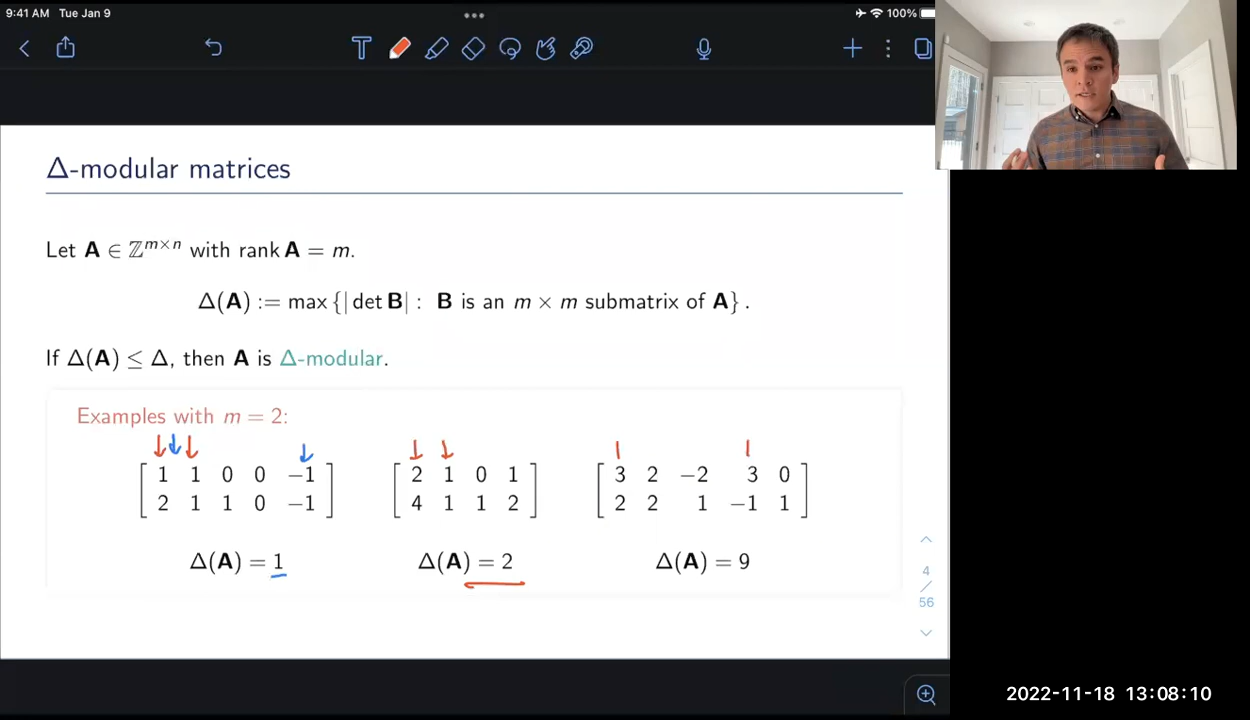 9:41 AM Tue Jan 9
100%
T
Δ-modular matrices
Let A ∈ ℤ^{m×n} with rank A = m.
Δ(A) := max {|det B| : B is an m × m submatrix of A} .
If Δ(A) ≤ Δ, then A is Δ-modular.
Examples with m = 2:
1 1 0 0 −1
2 1 1 0 −1
Δ(A) = 1
2 1 0 1
4 1 1 2
Δ(A) = 2
3 2 −2 3 0
2 2 1 −1 1
Δ(A) = 9
4
/
56
2022-11-18 13:08:10